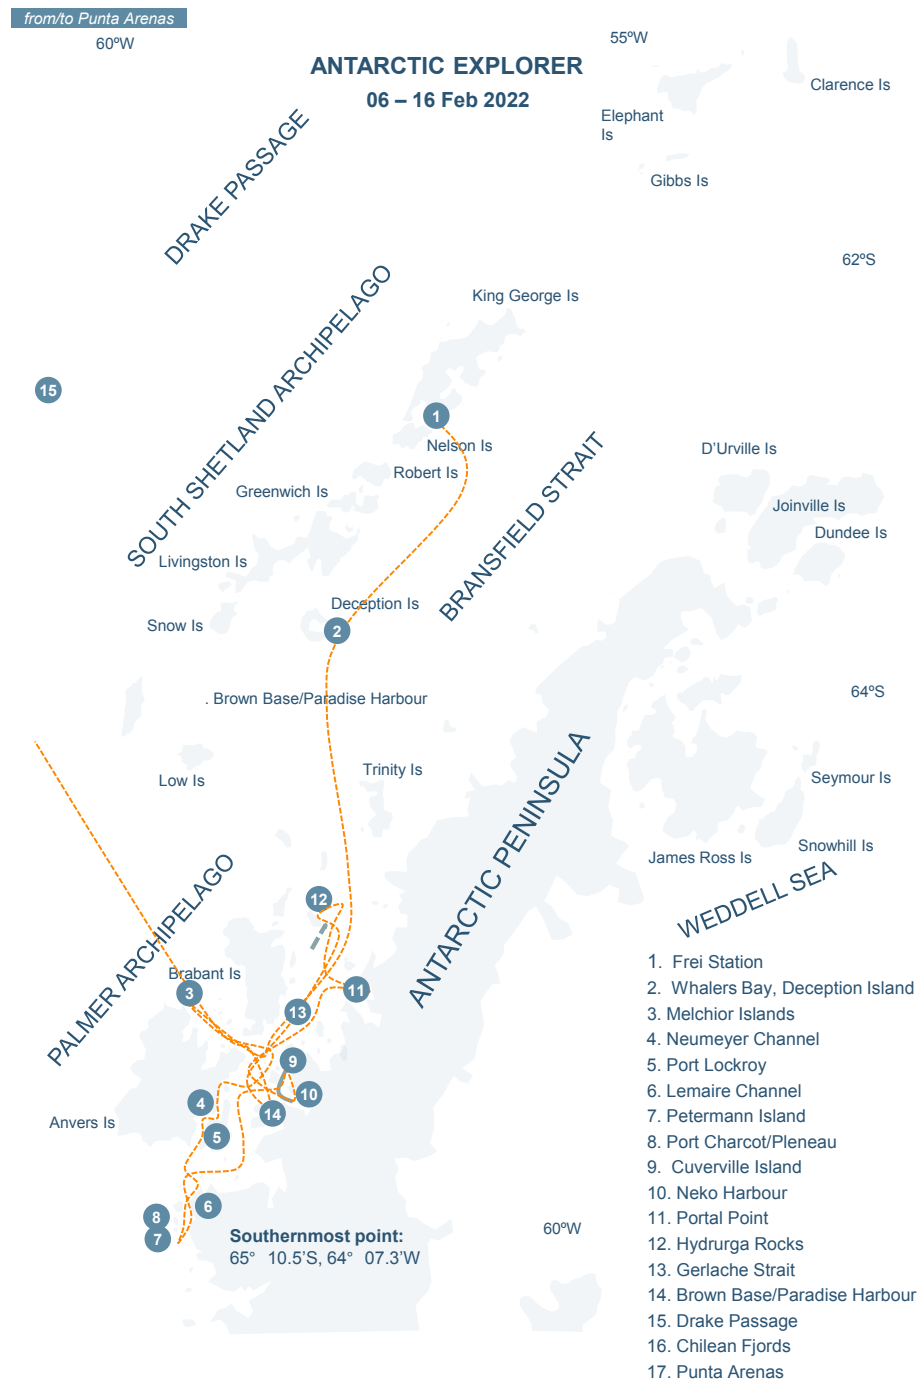 from/to Punta Arenas
60ºW
55ºW
ANTARCTIC EXPLORER
06 – 16 Feb 2022
Clarence Is
Elephant
Is
Gibbs Is
DRAKE PASSAGE
62ºS
King George Is
SOUTH SHETLAND ARCHIPELAGO
15
1
Nelson Is
Robert Is
Greenwich Is
D'Urville Is
BRANSFIELD STRAIT
Joinville Is
Dundee Is
Livingston Is
Deception Is
Snow Is
2
. Brown Base/Paradise Harbour
64ºS
Trinity Is
Low Is
Seymour Is
ANTARCTIC PENINSULA
Snowhill Is
James Ross Is
WEDDELL SEA
PALMER ARCHIPELAGO
12
Brabant Is
3
11
13
9
10
4
14
Anvers Is
5
6
8
7
Southernmost point:
65° 10.5'S, 64° 07.3'W
60ºW
1. Frei Station
2. Whalers Bay, Deception Island
3. Melchior Islands
4. Neumeyer Channel
5. Port Lockroy
6. Lemaire Channel
7. Petermann Island
8. Port Charcot/Pleneau
9. Cuverville Island
10. Neko Harbour
11. Portal Point
12. Hydrurga Rocks
13. Gerlache Strait
14. Brown Base/Paradise Harbour
15. Drake Passage
16. Chilean Fjords
17. Punta Arenas